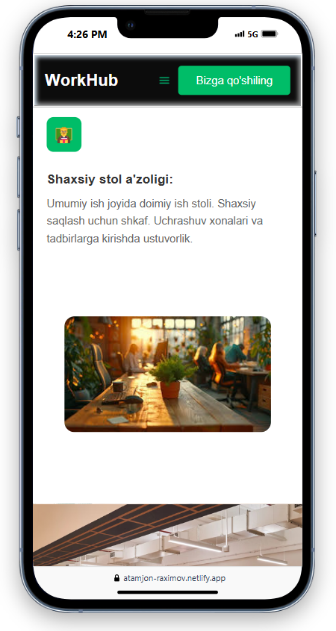 4:26 PM
5G
WorkHub
Bizga qo'shiling
Shaxsiy stol a'zoligi:
Umumiy ish joyida doimiy ish stoli. Shaxsiy
saqlash uchun shkaf. Uchrashuv xonalari va
tadbirlarga kirishda ustuvorlik.
atamjon-raximov.netlify.app